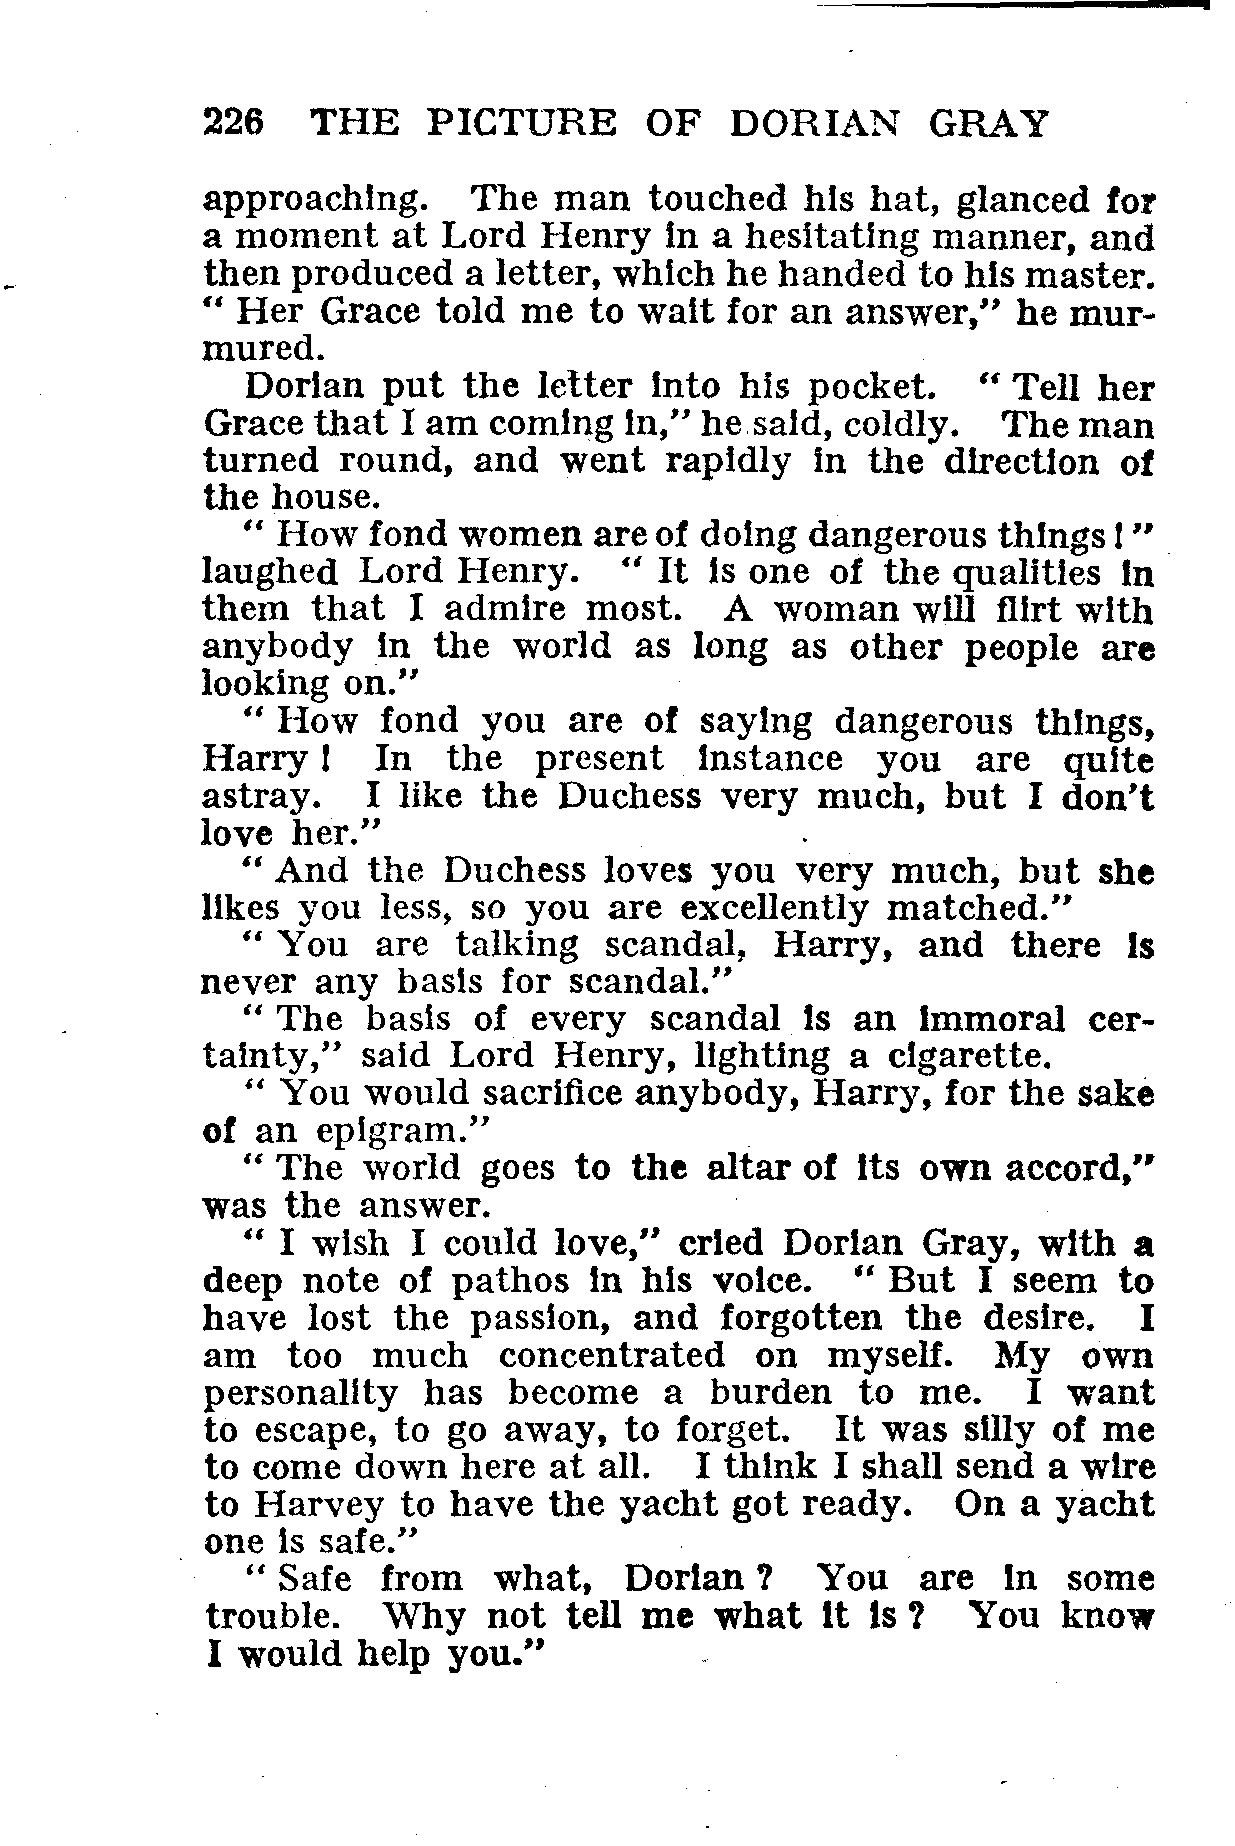 226 THE PICTURE OF DORIAN GRAY
approaching. The man touched his hat, glanced for
a moment at Lord Henry in a hesitating manner, and
then produced a letter, which he handed to his master.
“ Her Grace told me to wait for an answer,” he mur-
mured.
Dorian put the letter into his pocket. “ Tell her
Grace that I am coming in,” he said, coldly. The man
turned round, and went rapidly in the direction of
the house.
“ How fond women are of doing dangerous things ! ”
laughed Lord Henry. “ It is one of the qualities in
them that I admire most. A woman will flirt with
anybody in the world as long as other people are
looking on.”
“ How fond you are of saying dangerous things,
Harry ! In the present instance you are quite
astray. I like the Duchess very much, but I don’t
love her.”
“ And the Duchess loves you very much, but she
likes you less, so you are excellently matched.”
“ You are talking scandal, Harry, and there is
never any basis for scandal.”
“ The basis of every scandal is an immoral cer-
tainty,” said Lord Henry, lighting a cigarette.
“ You would sacrifice anybody, Harry, for the sake
of an epigram.”
“ The world goes to the altar of its own accord,”
was the answer.
“ I wish I could love,” cried Dorian Gray, with a
deep note of pathos in his voice. “ But I seem to
have lost the passion, and forgotten the desire. I
am too much concentrated on myself. My own
personality has become a burden to me. I want
to escape, to go away, to forget. It was silly of me
to come down here at all. I think I shall send a wire
to Harvey to have the yacht got ready. On a yacht
one is safe.”
“ Safe from what, Dorian ? You are in some
trouble. Why not tell me what it is ? You know
I would help you.”